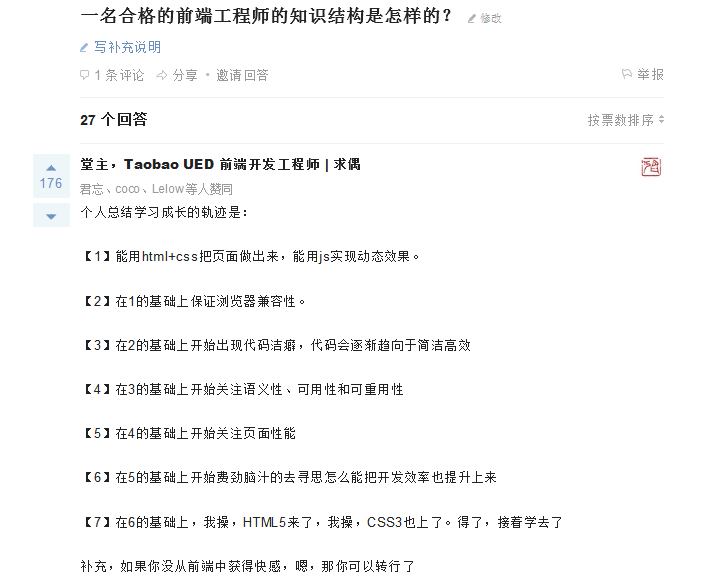 一名合格的前端工程师的知识结构是怎样的？ 修改
写补充说明
1 条评论 分享 • 邀请回答 举报
27 个回答 按票数排序
176
堂主，Taobao UED 前端开发工程师 | 求偶
君忘、coco、Lelow等人赞同
个人总结学习成长的轨迹是：
【1】能用html+css把页面做出来，能用js实现动态效果。
【2】在1的基础上保证浏览器兼容性。
【3】在2的基础上开始出现代码洁癖，代码会逐渐趋向于简洁高效
【4】在3的基础上开始关注语义性、可用性和可重用性
【5】在4的基础上开始关注页面性能
【6】在5的基础上开始费劲脑汁的去寻思怎么能把开发效率也提升上来
【7】在6的基础上，我操，HTML5来了，我操，CSS3也上了。得了，接着学去了
补充，如果你没从前端中获得快感，嗯，那你可以转行了